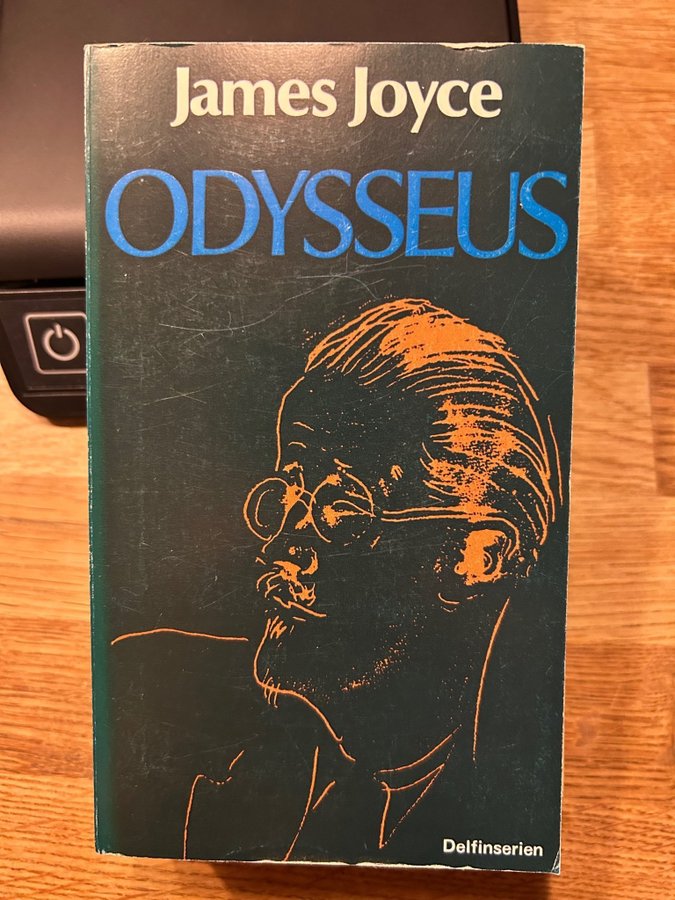 James Joyce
ODYSSEUS
Delfinserien